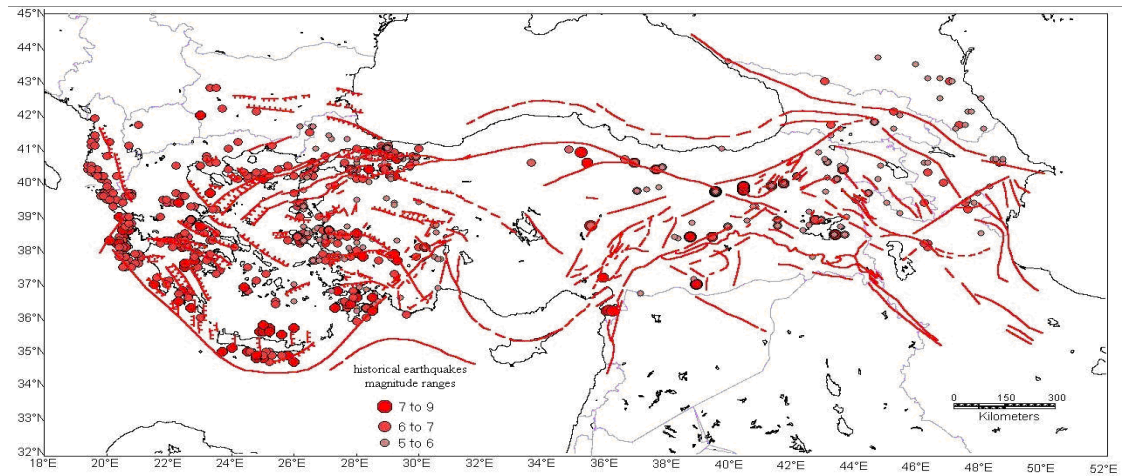 45°N
44°N
43°N
42°N
41°N
40°N
39°N
38°N
37°N
36°N
35°N
34°N
33°N
32°N
historical earthquakes
magnitude ranges
7 to 9
6 to 7
5 to 6
0 150 300
Kilometers
18°E 20°E 22°E 24°E 26°E 28°E 30°E 32°E 34°E 36°E 38°E 40°E 42°E 44°E 46°E 48°E 50°E 52°E